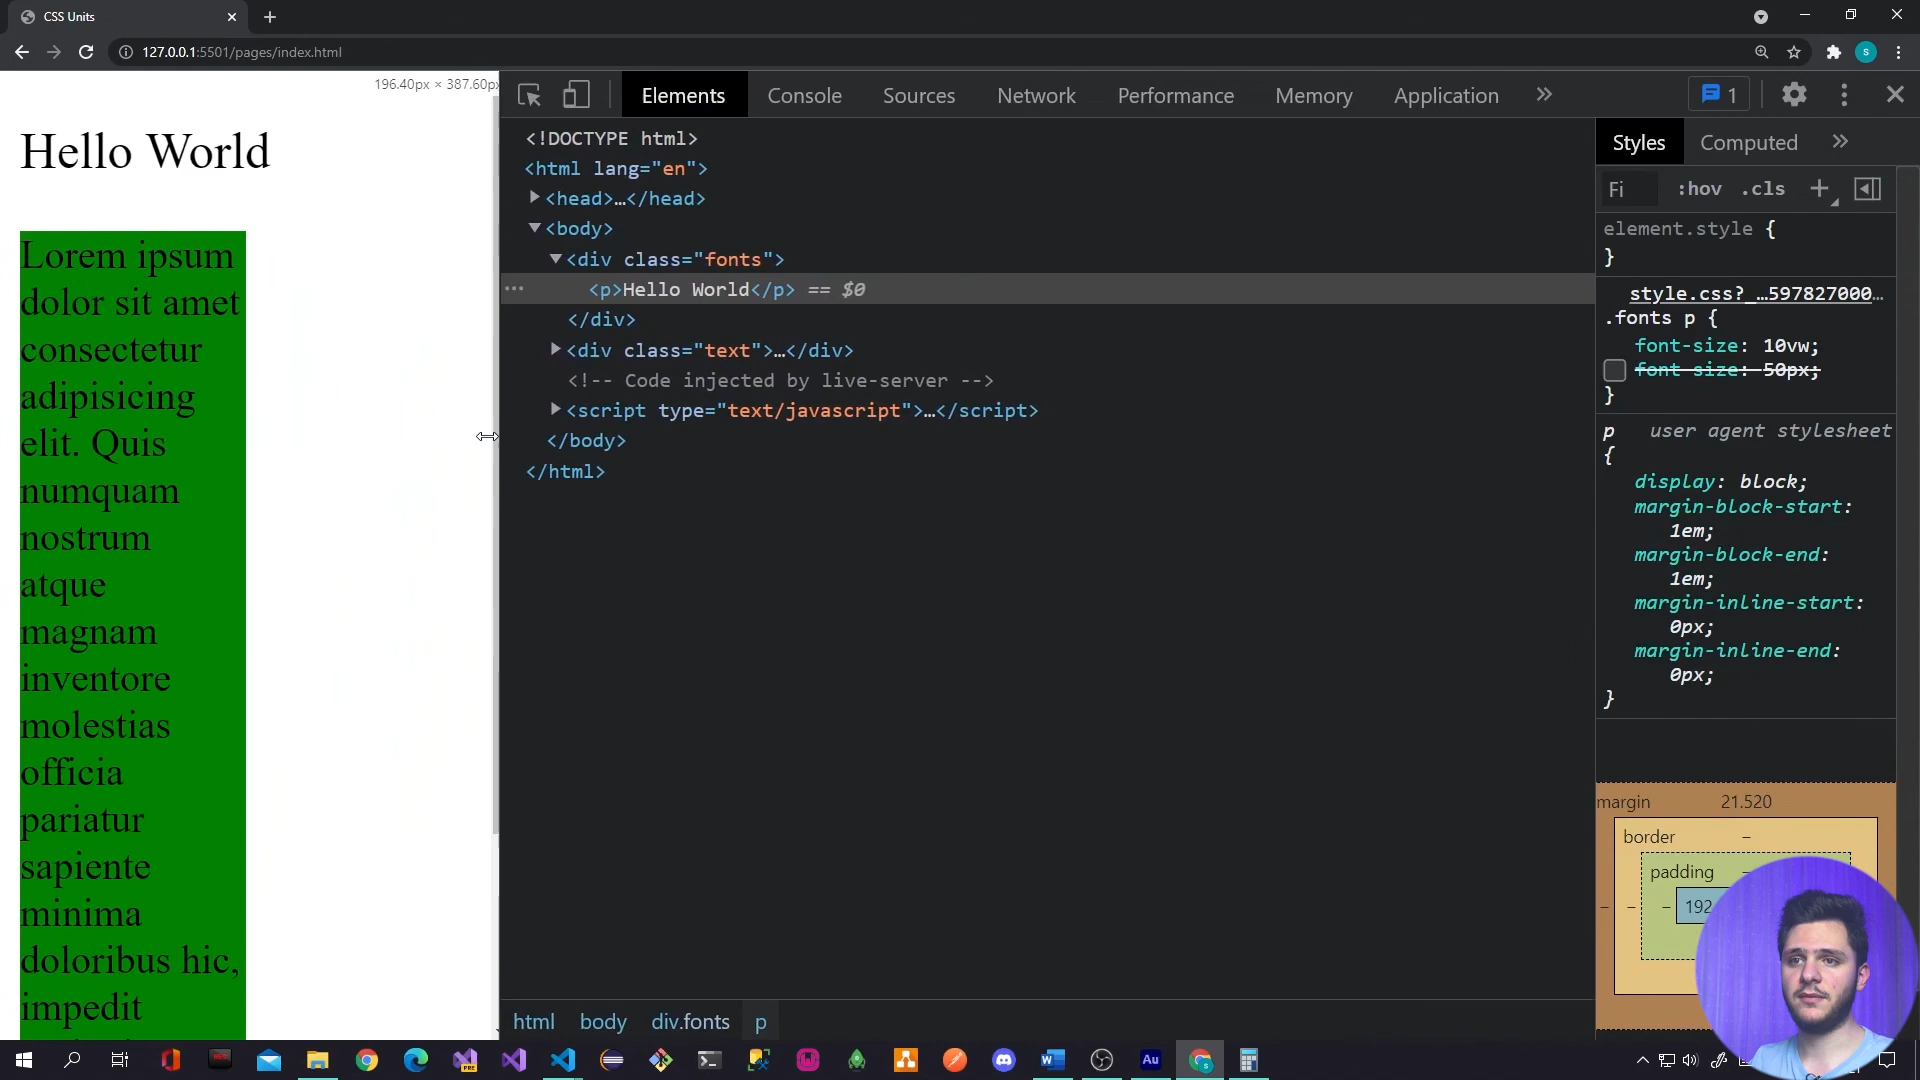 CSS Units
127.0.0.1:5501/pages/index.html
S
196.40px × 387.60px
Hello World
Lorem ipsum
dolor sit amet
consectetur
adipisicing
elit. Quis
numquam
nostrum
atque
magnam
inventore
molestias
officia
pariatur
sapiente
minima
doloribus hic,
impedit
Elements
Console
Sources
Network
Performance
Memory
Application
1
<!DOCTYPE html>
<html lang="en">
<head>…</head>
<body>
<div class="fonts">
<p>Hello World</p> == $0
</div>
<div class="text">…</div>
<!-- Code injected by live-server -->
<script type="text/javascript">…</script>
</body>
</html>
html body div.fonts p
Styles
Computed
Fi
:hov .cls
element.style {
}
style.css?_…597827000…
.fonts p {
font-size: 10vw;
font-size: 50px;
}
p user agent stylesheet
{
display: block;
margin-block-start:
1em;
margin-block-end:
1em;
margin-inline-start:
0px;
margin-inline-end:
0px;
}
margin 21.520
border –
padding –
– – – 192
PRE
Au